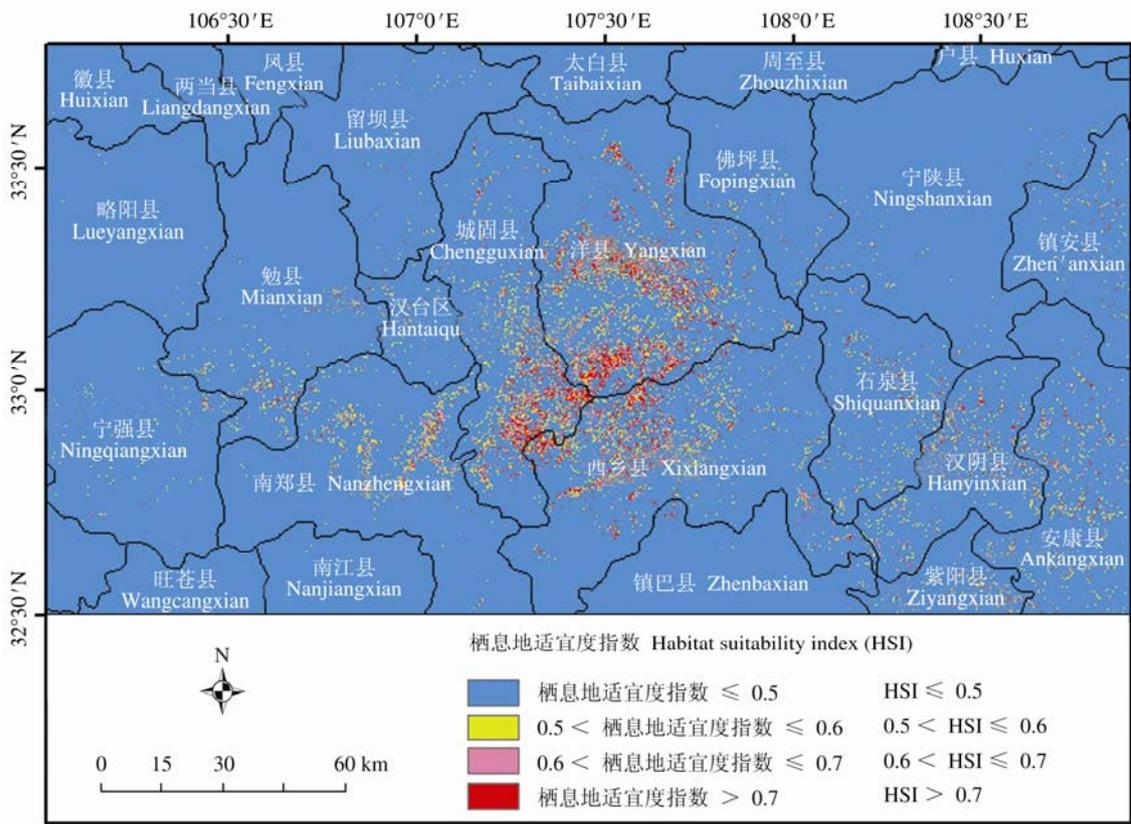 106°30′E 107°0′E 107°30′E 108°0′E 108°30′E
33°30′N
33°0′N
32°30′N
徽县
Huixian
两当县
Liangdangxian
凤县
Fengxian
太白县
Taibaixian
周至县
Zhouzhixian
户县 Huxian
留坝县
Liubaxian
佛坪县
Fopingxian
宁陕县
Ningshanxian
略阳县
Lueyangxian
城固县
Chengguxian
洋县 Yangxian
镇安县
Zhen'anxian
勉县
Mianxian
汉台区
Hantaiqu
石泉县
Shiquanxian
宁强县
Ningqiangxian
南郑县 Nanzhengxian
西乡县 Xixiangxian
汉阴县
Hanyinxian
安康县
Ankangxian
旺苍县
Wangcangxian
南江县
Nanjiangxian
镇巴县 Zhenbaxian
紫阳县
Ziyangxian
N
0 15 30 60 km
栖息地适宜度指数 Habitat suitability index (HSI)
栖息地适宜度指数 ≤ 0.5 HSI ≤ 0.5
0.5 < 栖息地适宜度指数 ≤ 0.6 0.5 < HSI ≤ 0.6
0.6 < 栖息地适宜度指数 ≤ 0.7 0.6 < HSI ≤ 0.7
栖息地适宜度指数 > 0.7 HSI > 0.7